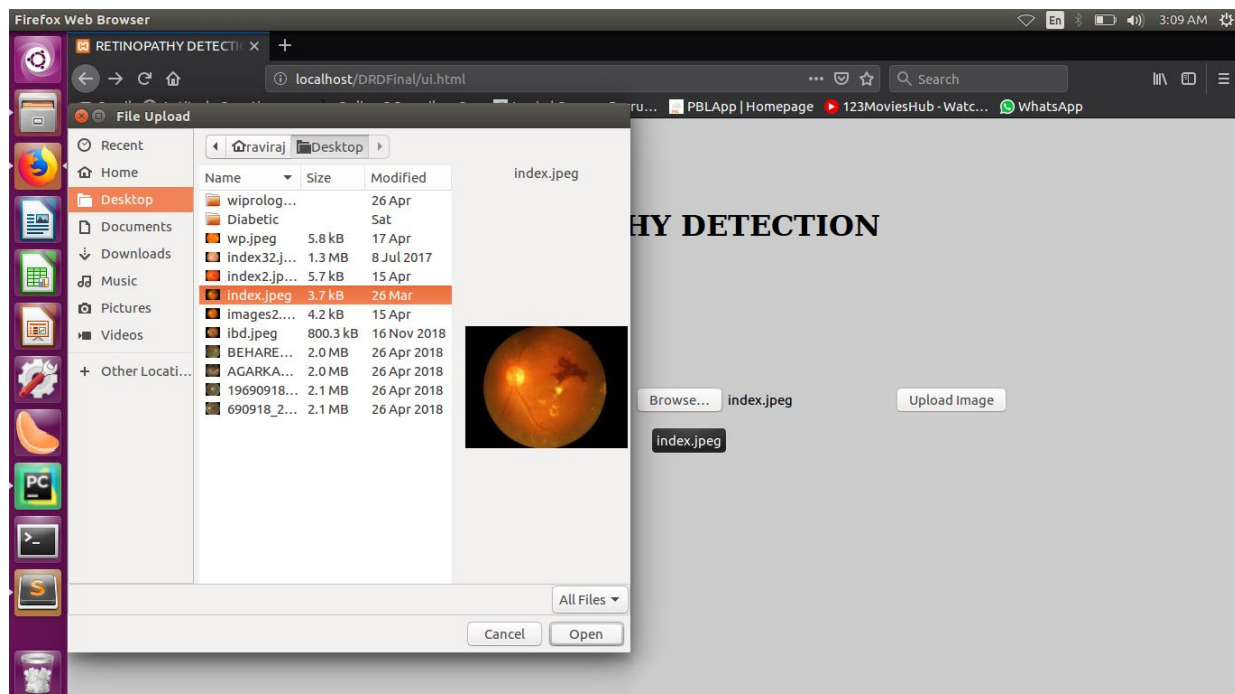 Firefox Web Browser
En
3:09 AM
RETINOPATHY DETECTI
localhost/DRDFinal/ui.html
Search
PBLApp | Homepage
123MoviesHub - Watc...
WhatsApp
File Upload
Recent
Home
Desktop
Documents
Downloads
Music
Pictures
Videos
+ Other Locati...
raviraj Desktop
Name Size Modified
wiprolog... 26 Apr
Diabetic Sat
wp.jpeg 5.8 kB 17 Apr
index32.j... 1.3 MB 8 Jul 2017
index2.jp... 5.7 kB 15 Apr
index.jpeg 3.7 kB 26 Mar
images2.... 4.2 kB 15 Apr
ibd.jpeg 800.3 kB 16 Nov 2018
BEHARE... 2.0 MB 26 Apr 2018
AGARKA... 2.0 MB 26 Apr 2018
19690918... 2.1 MB 26 Apr 2018
690918_2... 2.1 MB 26 Apr 2018
index.jpeg
All Files
Cancel Open
HY DETECTION
Browse... index.jpeg Upload Image
index.jpeg
PC